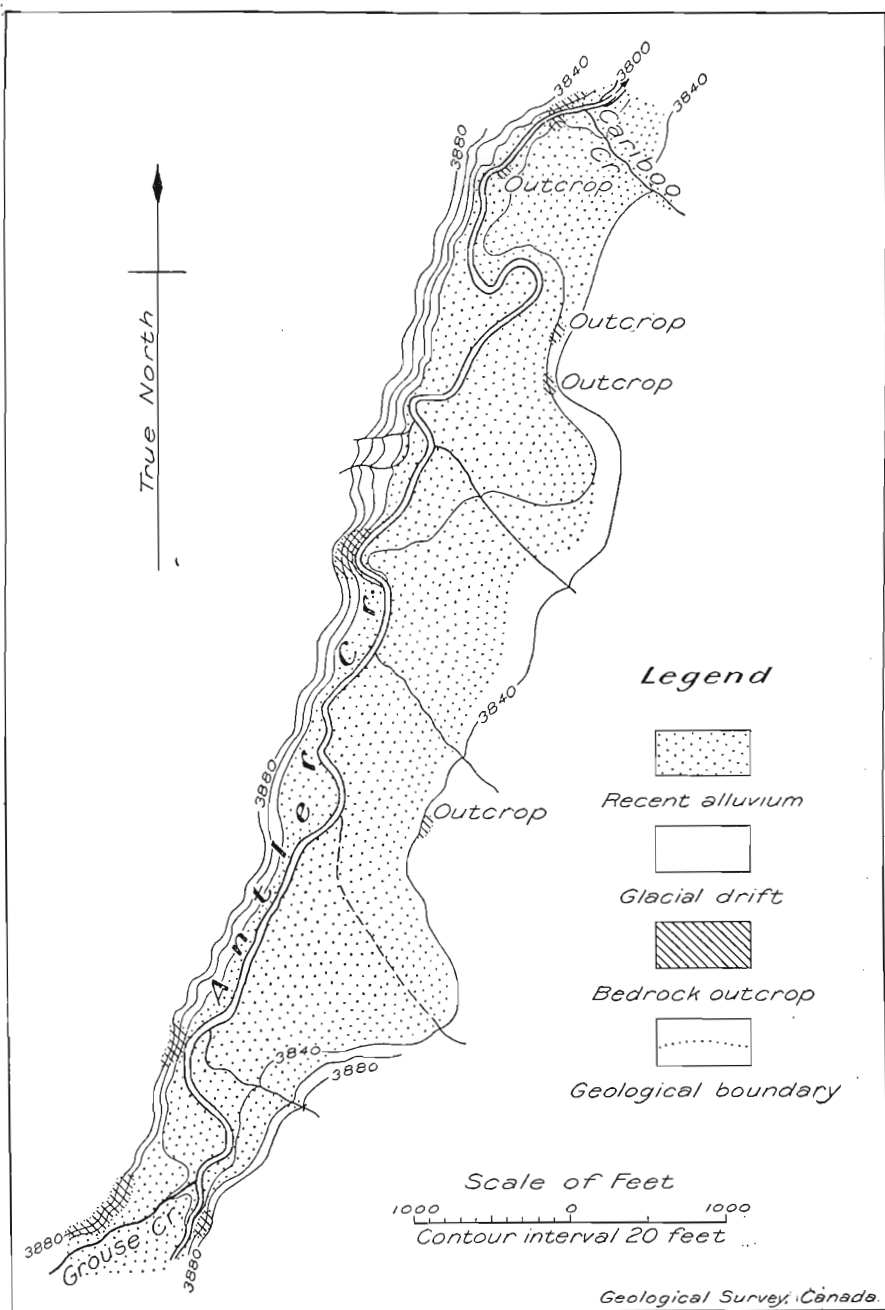 3840
3800
3840
3880
Cariboo
Cr.
Outcrop
True North
Outcrop
Outcrop
Antler Cr.
3840
3880
Outcrop
Legend
Recent alluvium
Glacial drift
Bedrock outcrop
Geological boundary
3840
3880
3880
Grouse Cr.
3880
Scale of Feet
1000 0 1000
Contour interval 20 feet
Geological Survey, Canada.